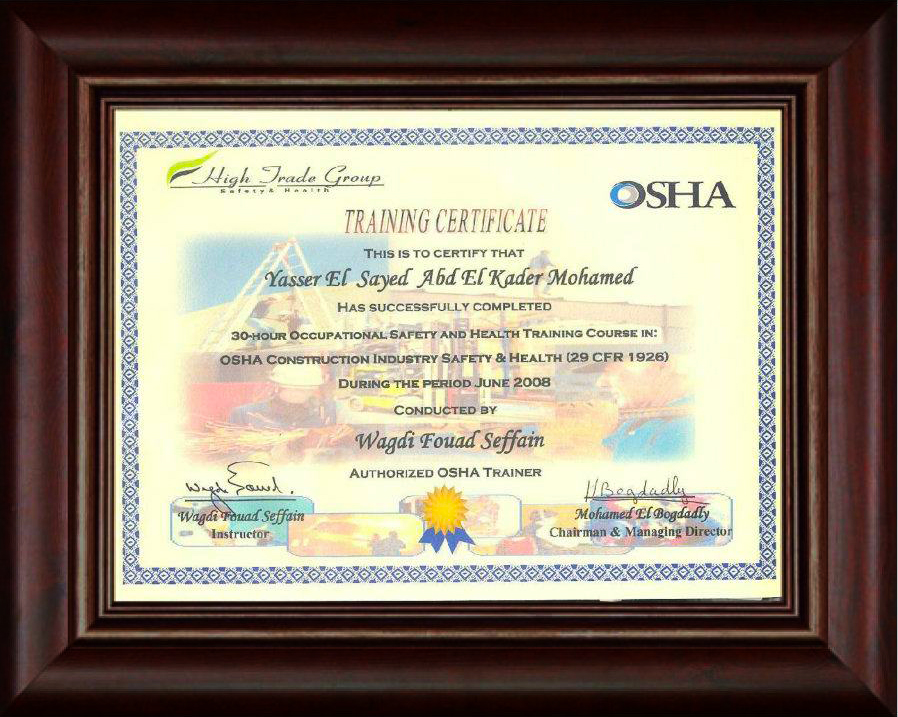 High Trade Group
Safety & Health
OSHA
TRAINING CERTIFICATE
THIS IS TO CERTIFY THAT
Yasser El Sayed Abd El Kader Mohamed
HAS SUCCESSFULLY COMPLETED
30-HOUR OCCUPATIONAL SAFETY AND HEALTH TRAINING COURSE IN:
OSHA CONSTRUCTION INDUSTRY SAFETY & HEALTH (29 CFR 1926)
DURING THE PERIOD JUNE 2008
CONDUCTED BY
Wagdi Fouad Seffain
AUTHORIZED OSHA TRAINER
HBogdadly
Wagdi Fouad Seffain
Instructor
Mohamed El Bogdadly
Chairman & Managing Director